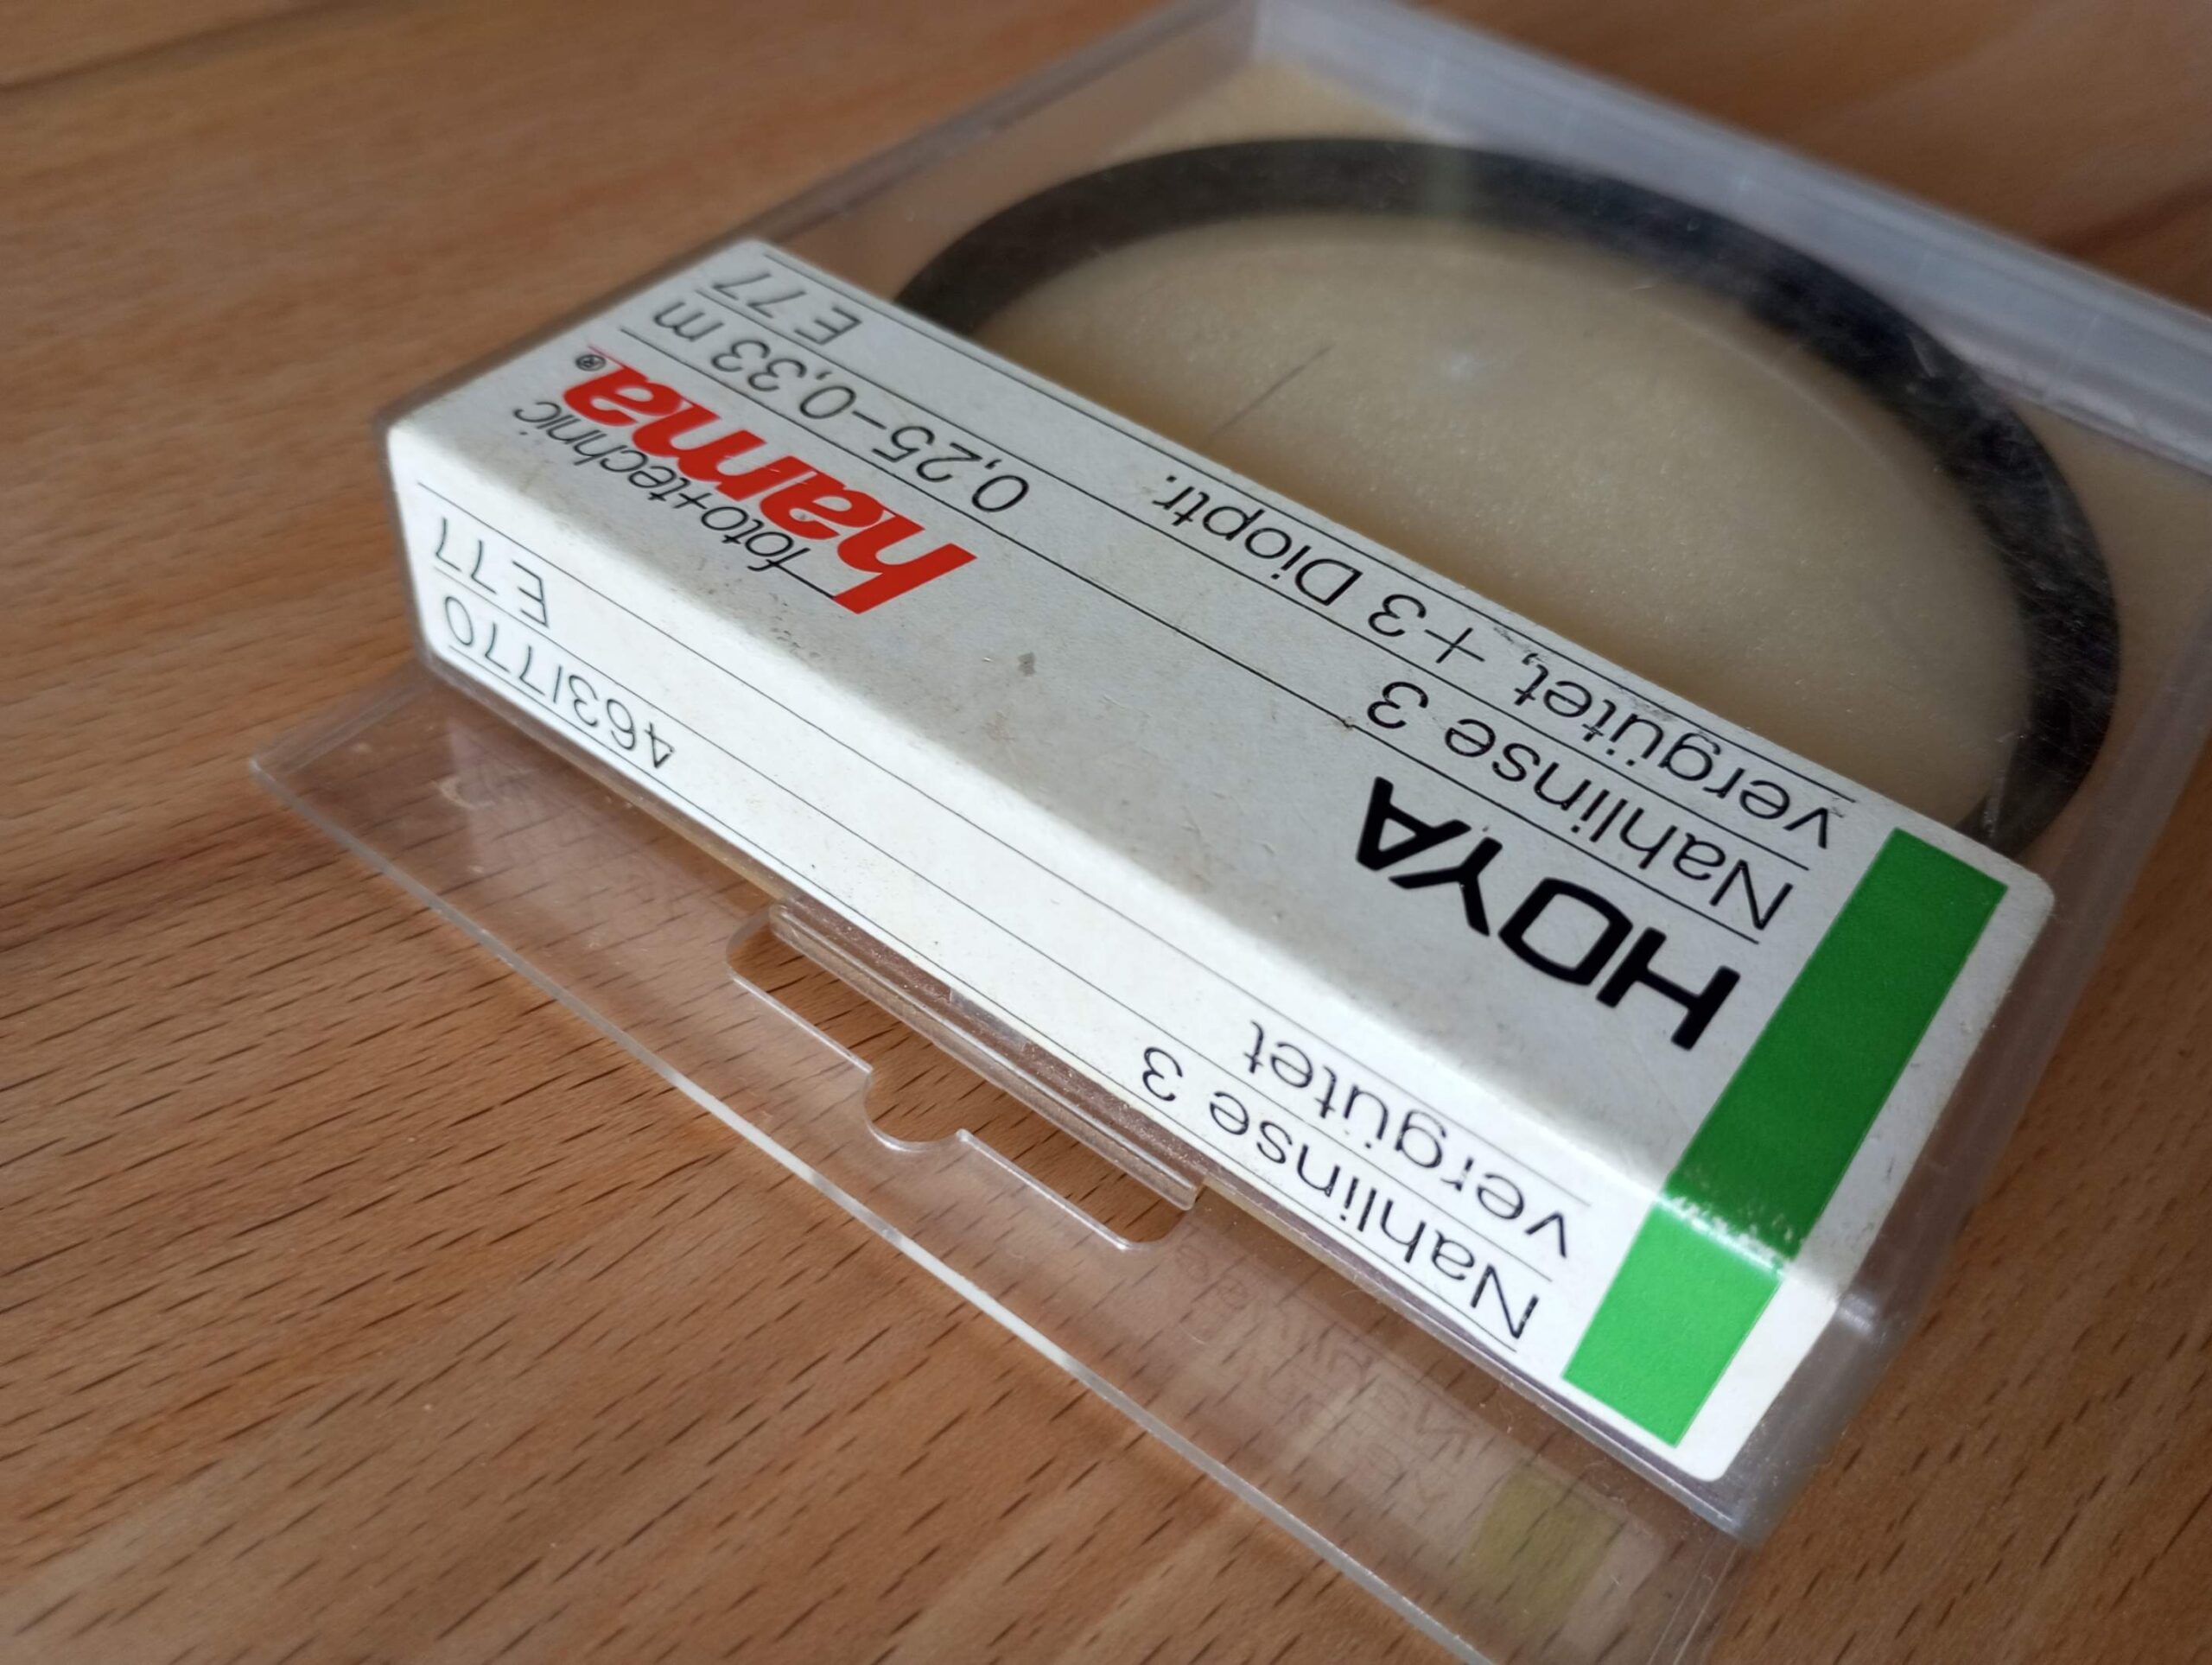 HOYA
hama®
foto+technic
Nahlinse 3
0,25–0,33 m
vergütet, +3 Dioptr.
E 77
Nahlinse 3
4631770
vergütet
E 77